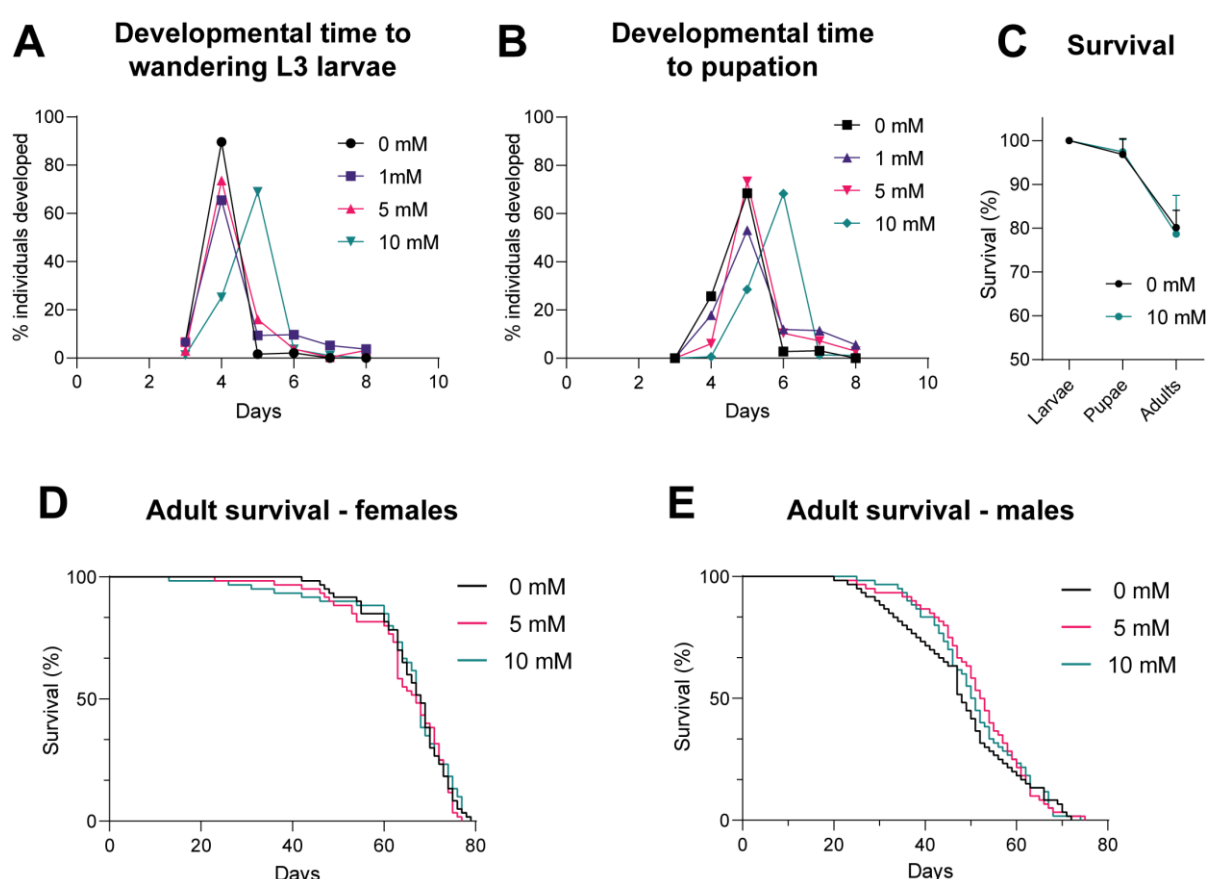 A
Developmental time to
wandering L3 larvae
% individuals developed
100
80
60
40
20
0
0
2
4
6
8
10
Days
0 mM
1mM
5 mM
10 mM
B
Developmental time
to pupation
% individuals developed
100
80
60
40
20
0
0
2
4
6
8
10
Days
0 mM
1 mM
5 mM
10 mM
C
Survival
Survival (%)
100
90
80
70
60
50
Larvae
Pupae
Adults
0 mM
10 mM
D
Adult survival - females
Survival (%)
100
50
0
0
20
40
60
80
Days
0 mM
5 mM
10 mM
E
Adult survival - males
Survival (%)
100
50
0
0
20
40
60
80
Days
0 mM
5 mM
10 mM